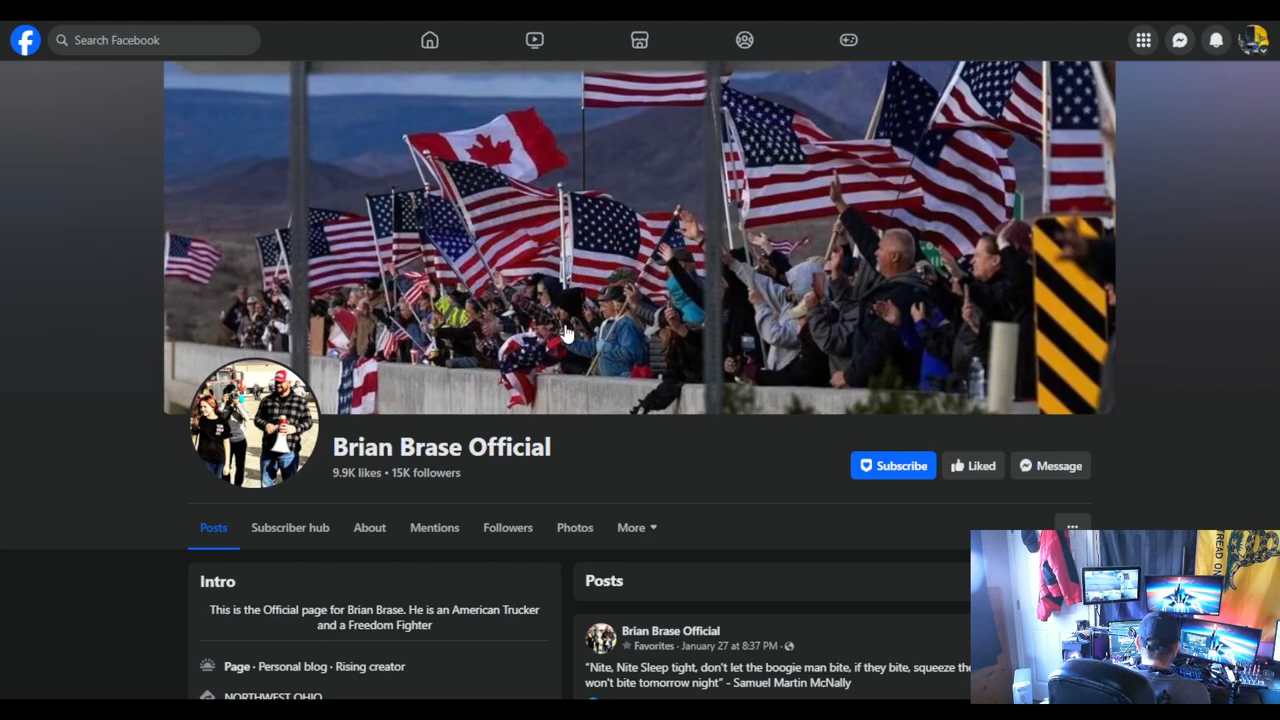 Search Facebook
Brian Brase Official
9.9K likes • 15K followers
Subscribe
Liked
Message
Posts
Subscriber hub
About
Mentions
Followers
Photos
More
Intro
This is the Official page for Brian Brase. He is an American Trucker
and a Freedom Fighter
Page · Personal blog · Rising creator
NORTHWEST OHIO
Posts
Brian Brase Official
Favorites · January 27 at 8:37 PM ·
"Nite, Nite Sleep tight, don't let the boogie man bite, if they bite, squeeze the
won't bite tomorrow night" - Samuel Martin McNally
TREAD ON